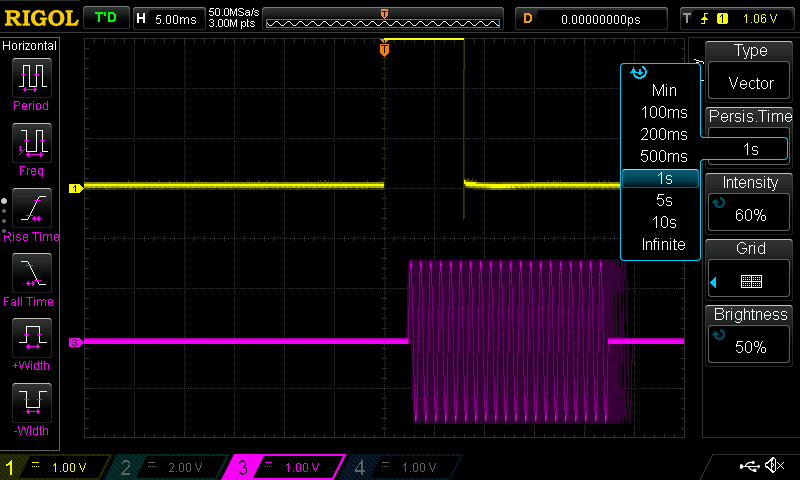 RIGOL T'D H 5.00ms 50.0MSa/s 3.00M pts T D 0.00000000ps T 1 1.06 V
Horizontal
Period
Freq
Rise Time
Fall Time
+Width
-Width
T
1
3
Min
100ms
200ms
500ms
1s
5s
10s
Infinite
Type
Vector
Persis.Time
1s
Intensity
60%
Grid
Brightness
50%
1 1.00 V 2 2.00 V 3 1.00 V 4 1.00 V